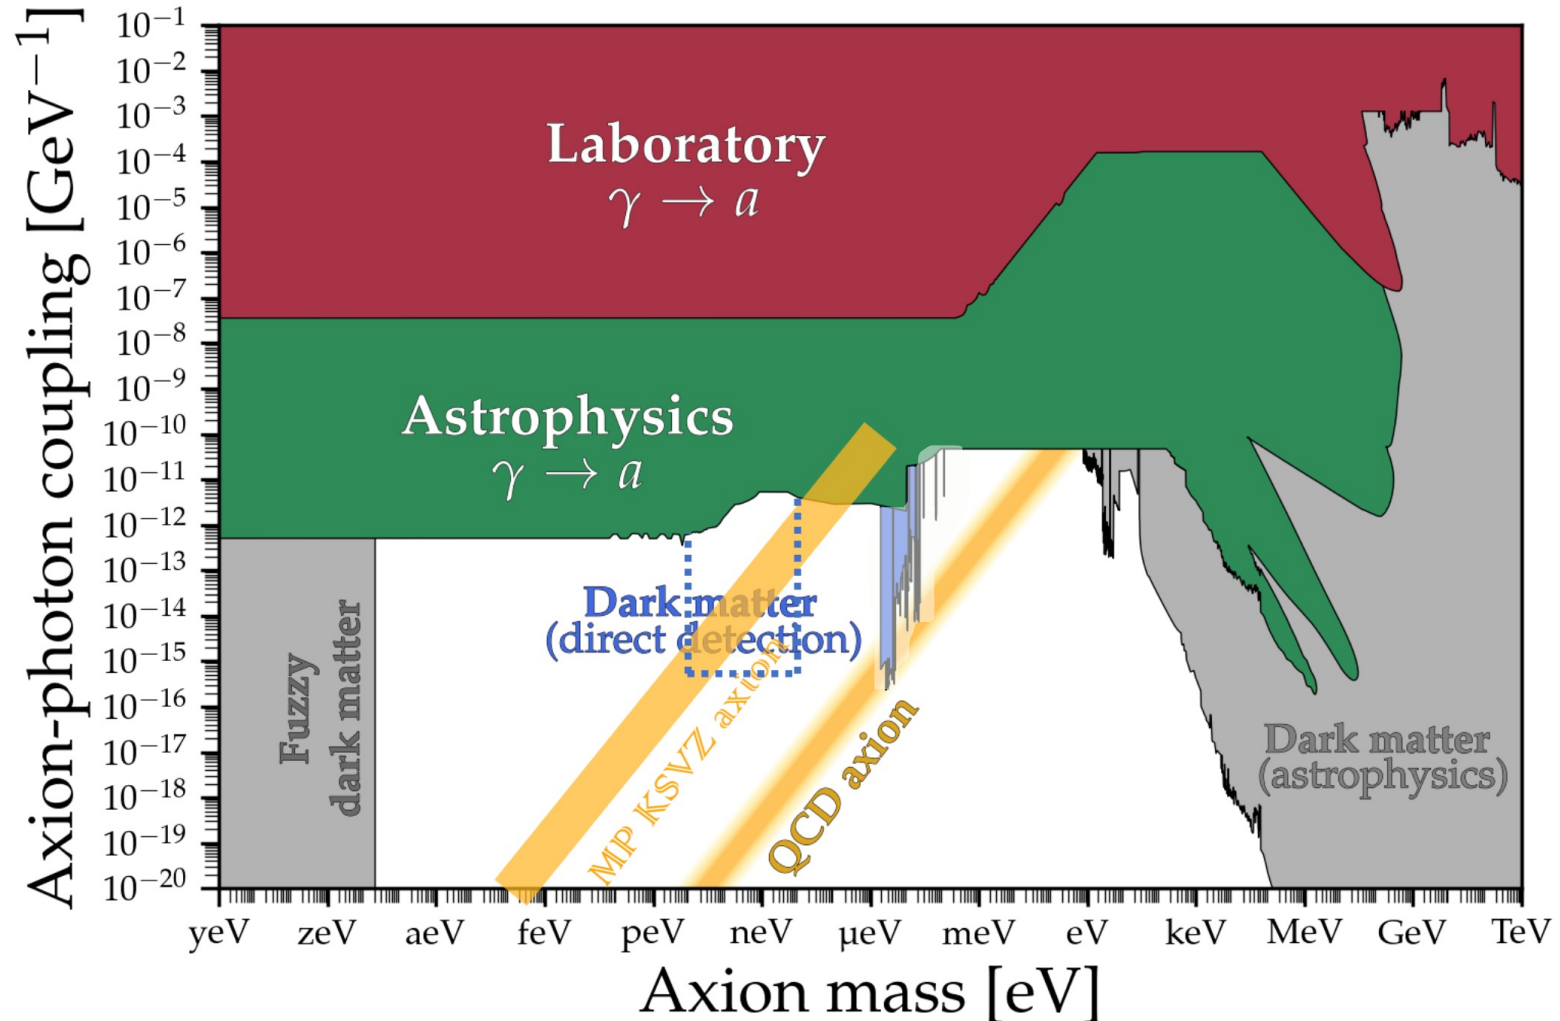 Axion-photon coupling [GeV⁻¹]
10⁻¹
10⁻²
10⁻³
10⁻⁴
10⁻⁵
10⁻⁶
10⁻⁷
10⁻⁸
10⁻⁹
10⁻¹⁰
10⁻¹¹
10⁻¹²
10⁻¹³
10⁻¹⁴
10⁻¹⁵
10⁻¹⁶
10⁻¹⁷
10⁻¹⁸
10⁻¹⁹
10⁻²⁰
Laboratory
γ → a
Astrophysics
γ → a
Dark matter
(direct detection)
Fuzzy
dark matter
MP KSVZ axion
QCD axion
Dark matter
(astrophysics)
yeV zeV aeV feV peV neV μeV meV eV keV MeV GeV TeV
Axion mass [eV]